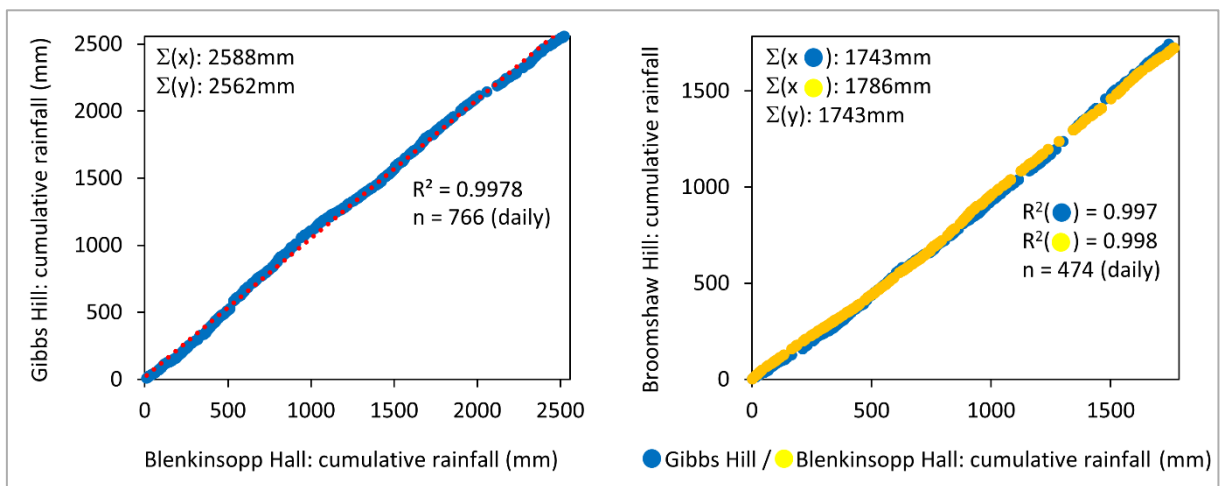 Gibbs Hill: cumulative rainfall (mm)
2500
2000
1500
1000
500
0
Σ(x): 2588mm
Σ(y): 2562mm
R² = 0.9978
n = 766 (daily)
0 500 1000 1500 2000 2500
Blenkinsopp Hall: cumulative rainfall (mm)
Broomshaw Hill: cumulative rainfall
1500
1000
500
0
Σ(x ●): 1743mm
Σ(x ●): 1786mm
Σ(y): 1743mm
R²(●) = 0.997
R²(●) = 0.998
n = 474 (daily)
0 500 1000 1500
● Gibbs Hill / ● Blenkinsopp Hall: cumulative rainfall (mm)